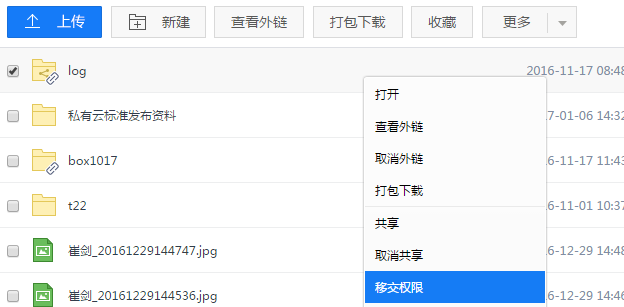 上传 新建 查看外链 打包下载 收藏 更多
log 2016-11-17 08:48
打开
私有云标准发布资料 7-01-06 14:32
查看外链
取消外链
box1017 6-11-17 11:43
打包下载
t22 6-11-01 10:37
共享
崔剑_20161229144747.jpg 6-12-29 14:48
取消共享
移交权限
崔剑_20161229144536.jpg 6-12-29 14:46